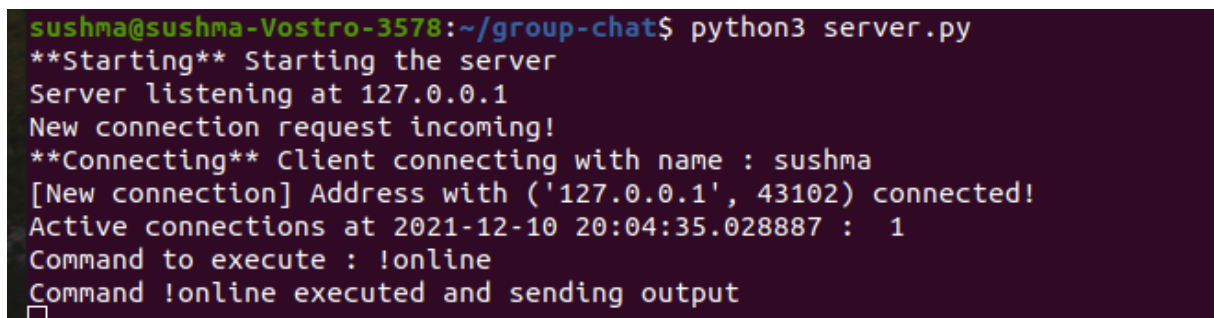 sushma@sushma-Vostro-3578:~/group-chat$ python3 server.py
**Starting** Starting the server
Server listening at 127.0.0.1
New connection request incoming!
**Connecting** Client connecting with name : sushma
[New connection] Address with ('127.0.0.1', 43102) connected!
Active connections at 2021-12-10 20:04:35.028887 :  1
Command to execute : !online
Command !online executed and sending output